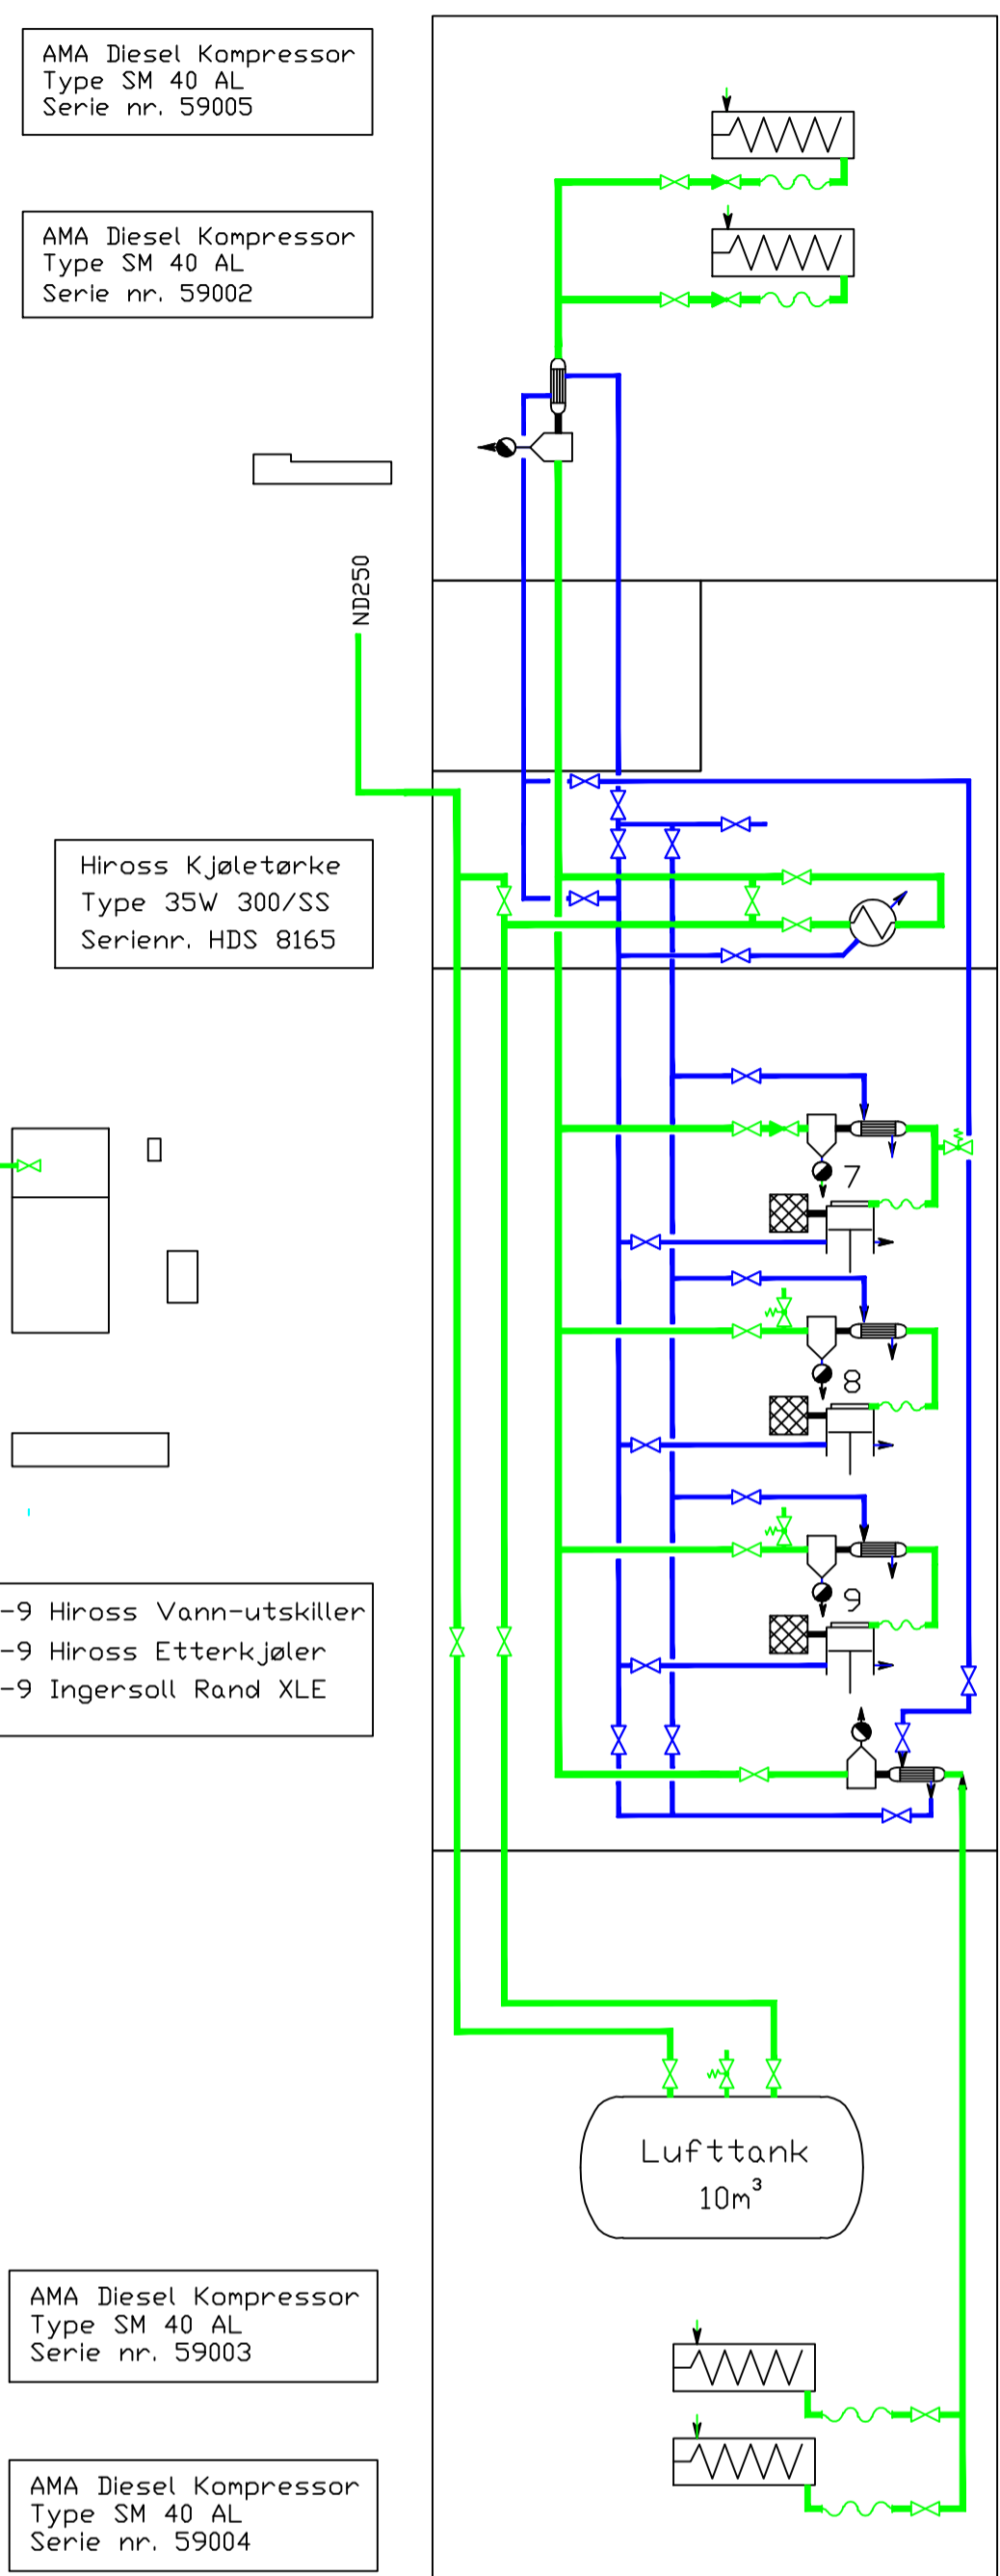 AMA Diesel Kompressor
Type SM 40 AL
Serie nr. 59005
AMA Diesel Kompressor
Type SM 40 AL
Serie nr. 59002
ND250
Hiross Kjøletørke
Type 35W 300/SS
Serienr. HDS 8165
7
8
9
-9 Hiross Vann-utskiller
-9 Hiross Etterkjøler
-9 Ingersoll Rand XLE
Lufttank
10m³
AMA Diesel Kompressor
Type SM 40 AL
Serie nr. 59003
AMA Diesel Kompressor
Type SM 40 AL
Serie nr. 59004